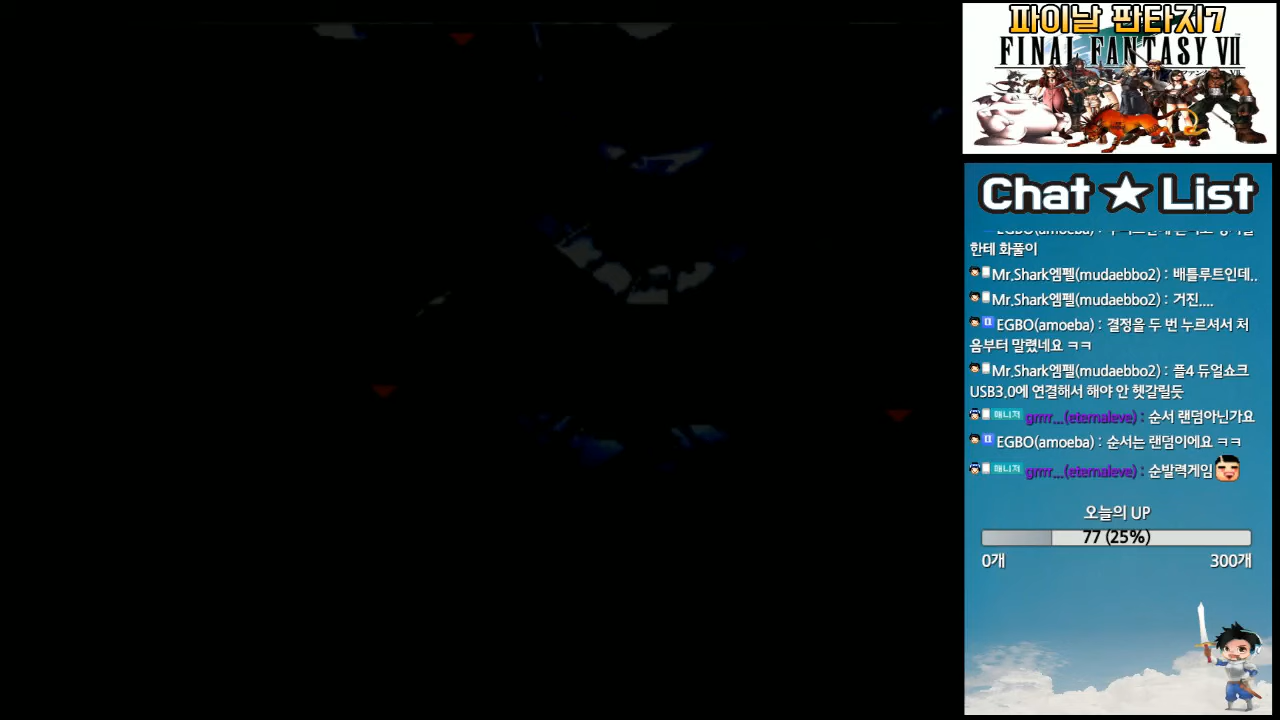 파이날 판타지7
FINAL FANTASY VII
Chat★List
한테 화풀이
Mr.Shark엠펠(mudaebbo2) : 배틀루트인데..
Mr.Shark엠펠(mudaebbo2) : 거진....
EGBO(amoeba) : 결정을 두 번 누르셔서 처
음부터 말렸네요 ㅋㅋ
Mr.Shark엠펠(mudaebbo2) : 플4 듀얼쇼크
USB3.0에 연결해서 해야 안 헷갈릴듯
매니저 grrrr...(eternaleve) : 순서 랜덤아닌가요
EGBO(amoeba) : 순서는 랜덤이에요 ㅋㅋ
매니저 grrrr...(eternaleve) : 순발력게임
오늘의 UP
77 (25%)
0개 300개